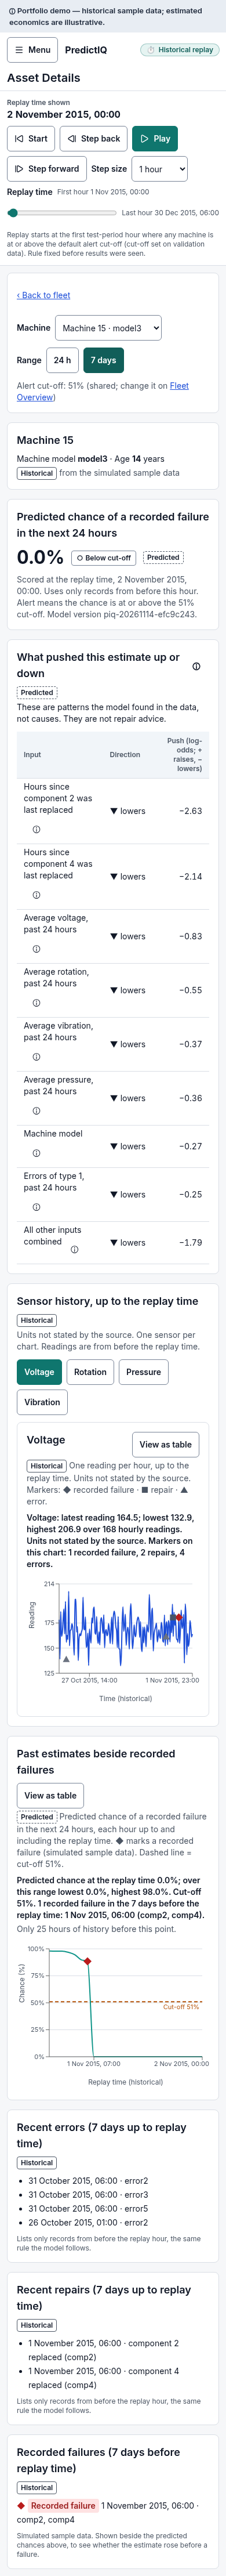 Portfolio demo — historical sample data; estimated
economics are illustrative.
Menu
PredictIQ
Historical replay
Asset Details
Replay time shown
2 November 2015, 00:00
Start
Step back
Play
Step forward
Step size
1 hour
Replay time
First hour 1 Nov 2015, 00:00
Last hour 30 Dec 2015, 06:00
Replay starts at the first test-period hour where any machine is
at or above the default alert cut-off (cut-off set on validation
data). Rule fixed before results were seen.
‹ Back to fleet
Machine
Machine 15 · model3
Range
24 h
7 days
Alert cut-off: 51% (shared; change it on Fleet
Overview)
Machine 15
Machine model model3 · Age 14 years
Historical from the simulated sample data
Predicted chance of a recorded failure
in the next 24 hours
0.0%
Below cut-off
Predicted
Scored at the replay time, 2 November 2015,
00:00. Uses only records from before this hour.
Alert means the chance is at or above the 51%
cut-off. Model version piq-20261114-efc9c243.
What pushed this estimate up or
down
Predicted
These are patterns the model found in the data,
not causes. They are not repair advice.
Input
Direction
Push (log-
odds; +
raises, −
lowers)
Hours since
component 2 was
last replaced
▼ lowers
−2.63
Hours since
component 4 was
last replaced
▼ lowers
−2.14
Average voltage,
past 24 hours
▼ lowers
−0.83
Average rotation,
past 24 hours
▼ lowers
−0.55
Average vibration,
past 24 hours
▼ lowers
−0.37
Average pressure,
past 24 hours
▼ lowers
−0.36
Machine model
▼ lowers
−0.27
Errors of type 1,
past 24 hours
▼ lowers
−0.25
All other inputs
combined
▼ lowers
−1.79
Sensor history, up to the replay time
Historical
Units not stated by the source. One sensor per
chart. Readings are from before the replay time.
Voltage
Rotation
Pressure
Vibration
Voltage
View as table
Historical One reading per hour, up to the
replay time. Units not stated by the source.
Markers: ◆ recorded failure · ■ repair · ▲
error.
Voltage: latest reading 164.5; lowest 132.9,
highest 206.9 over 168 hourly readings.
Units not stated by the source. Markers on
this chart: 1 recorded failure, 2 repairs, 4
errors.
Reading
214
175
150
125
27 Oct 2015, 14:00
1 Nov 2015, 23:00
Time (historical)
Past estimates beside recorded
failures
View as table
Predicted Predicted chance of a recorded failure
in the next 24 hours, each hour up to and
including the replay time. ◆ marks a recorded
failure (simulated sample data). Dashed line =
cut-off 51%.
Predicted chance at the replay time 0.0%; over
this range lowest 0.0%, highest 98.0%. Cut-off
51%. 1 recorded failure in the 7 days before the
replay time: 1 Nov 2015, 06:00 (comp2, comp4).
Only 25 hours of history before this point.
Chance (%)
100%
75%
50%
25%
0%
Cut-off 51%
1 Nov 2015, 07:00
2 Nov 2015, 00:00
Replay time (historical)
Recent errors (7 days up to replay
time)
Historical
• 31 October 2015, 06:00 · error2
• 31 October 2015, 06:00 · error3
• 31 October 2015, 06:00 · error5
• 26 October 2015, 01:00 · error2
Lists only records from before the replay hour, the same
rule the model follows.
Recent repairs (7 days up to replay
time)
Historical
• 1 November 2015, 06:00 · component 2
replaced (comp2)
• 1 November 2015, 06:00 · component 4
replaced (comp4)
Lists only records from before the replay hour, the same
rule the model follows.
Recorded failures (7 days before
replay time)
Historical
◆ Recorded failure 1 November 2015, 06:00 ·
comp2, comp4
Simulated sample data. Shown beside the predicted
chances above, to see whether the estimate rose before a
failure.